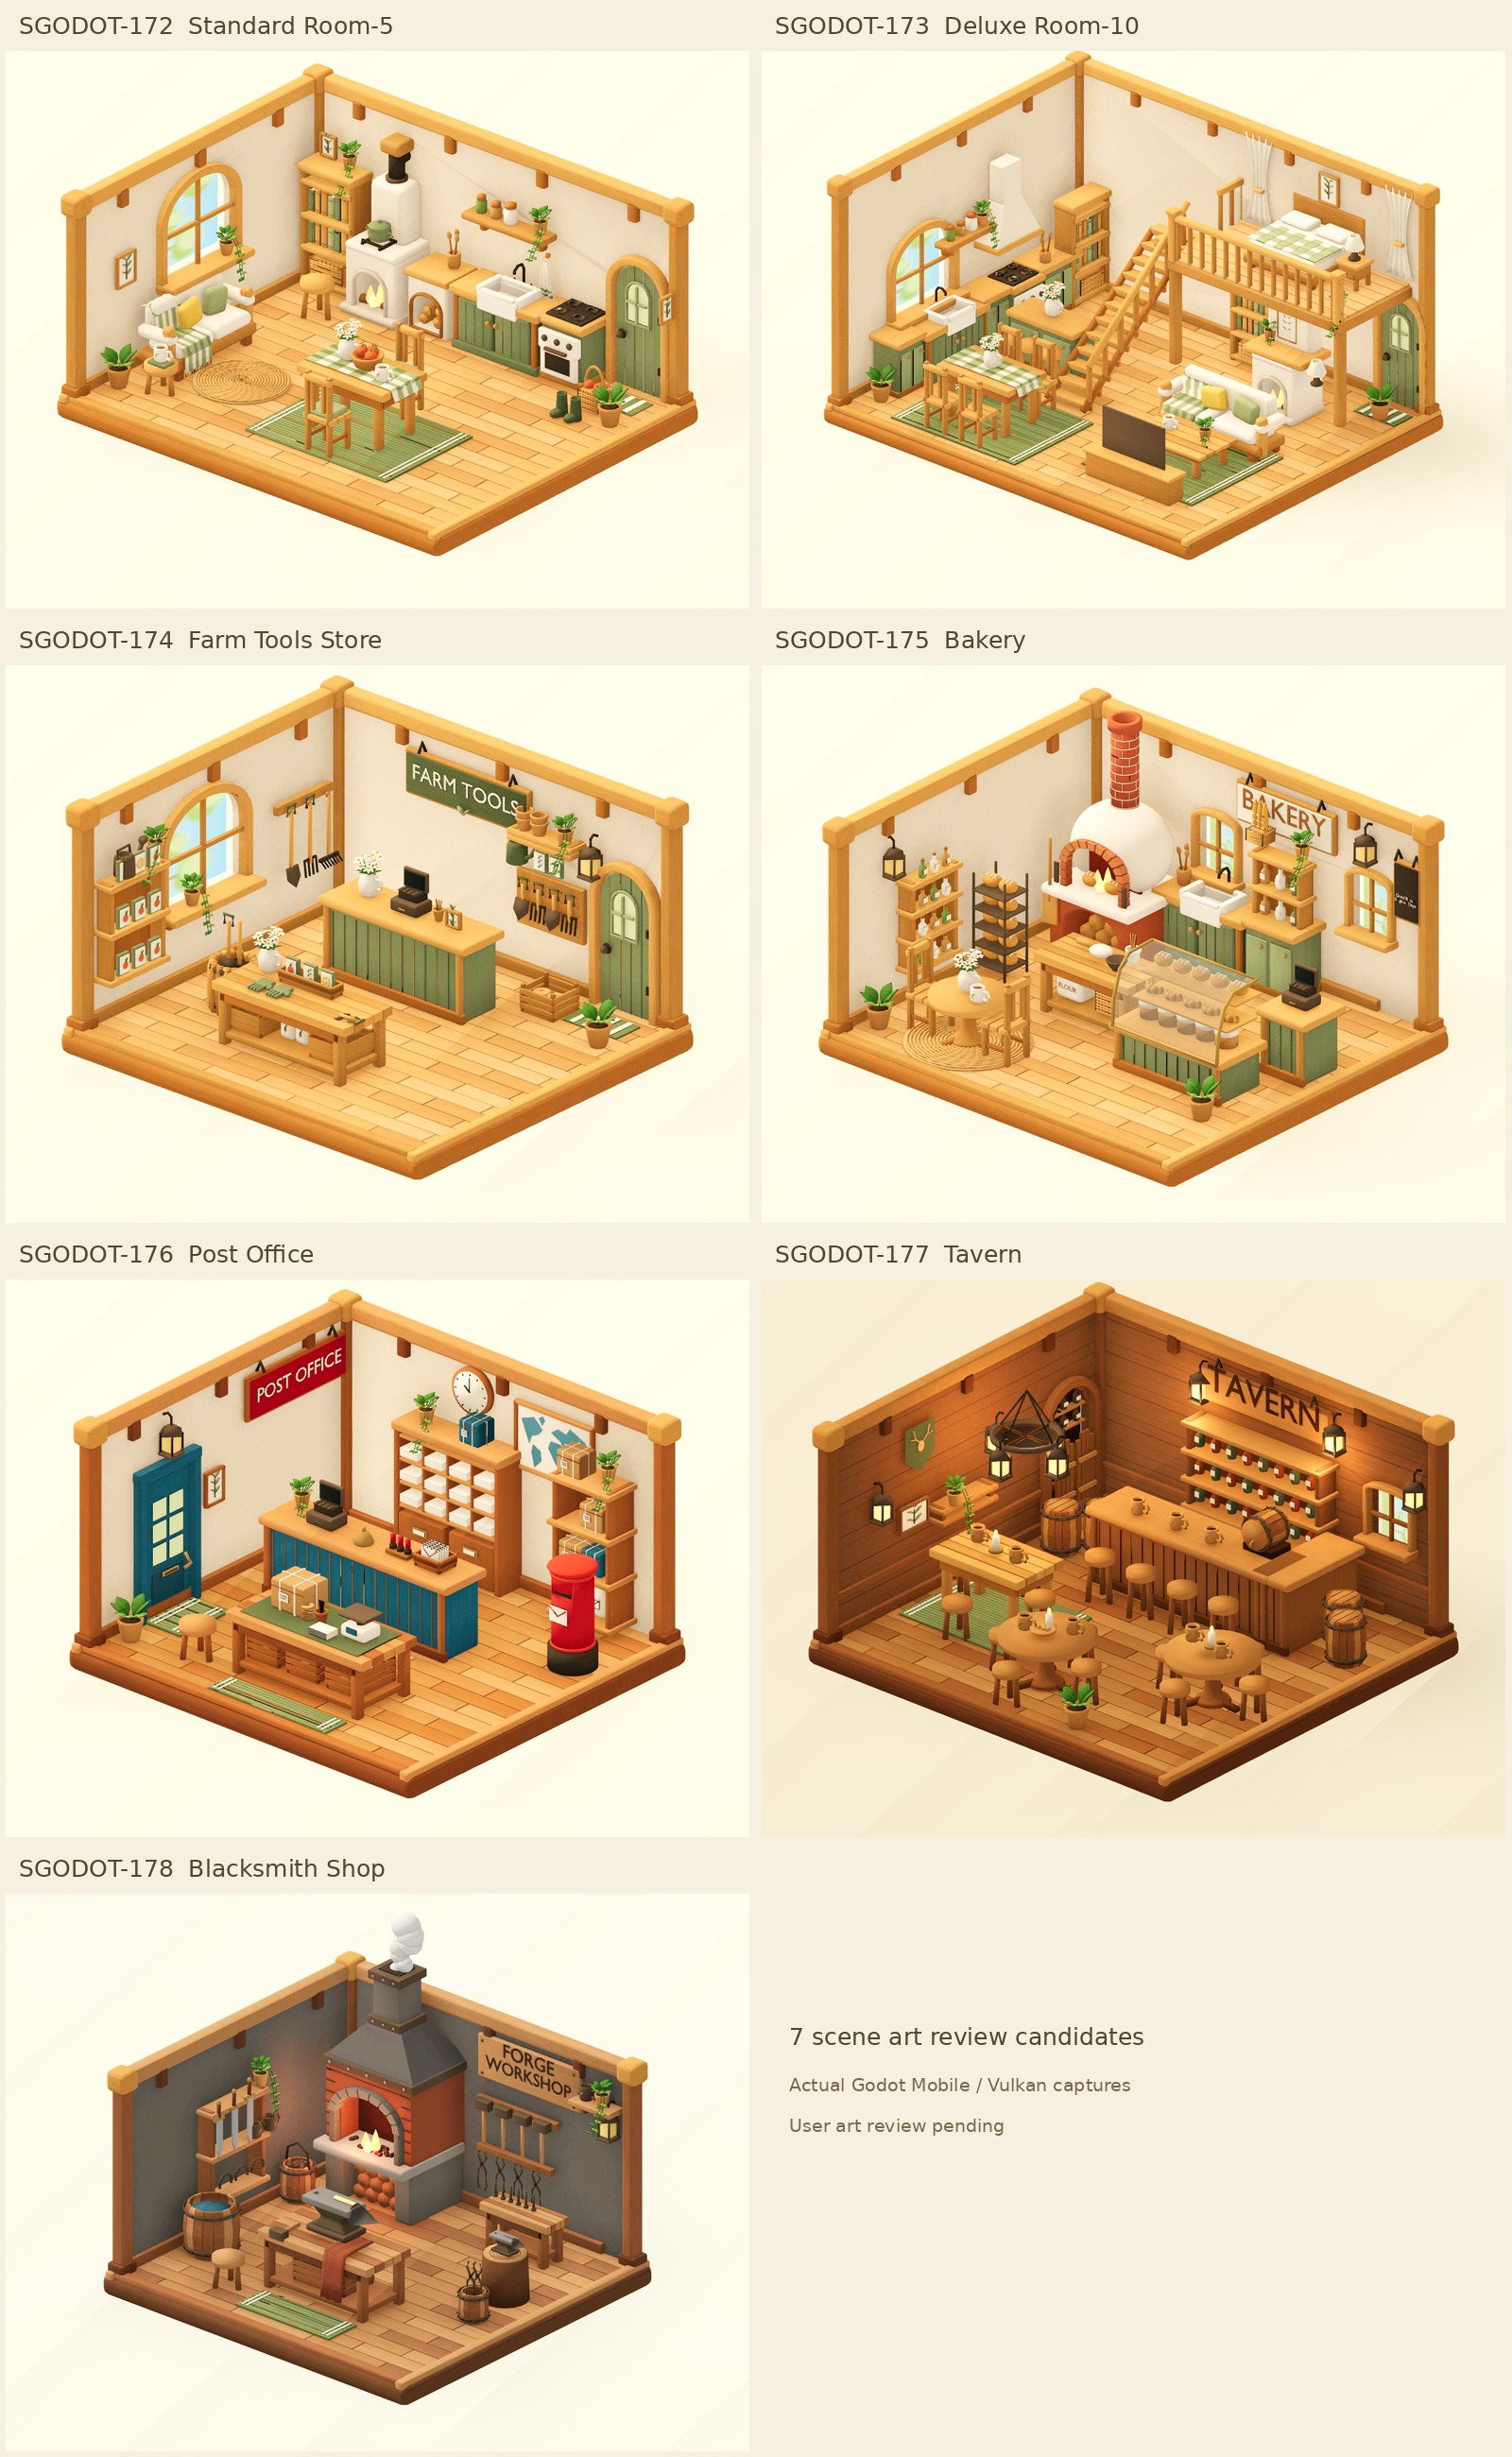 SGODOT-172 Standard Room-5
SGODOT-173 Deluxe Room-10
SGODOT-174 Farm Tools Store
FARM TOOLS
SGODOT-175 Bakery
BAKERY
FLOUR
SGODOT-176 Post Office
POST OFFICE
SGODOT-177 Tavern
TAVERN
SGODOT-178 Blacksmith Shop
FORGE
WORKSHOP
7 scene art review candidates
Actual Godot Mobile / Vulkan captures
User art review pending